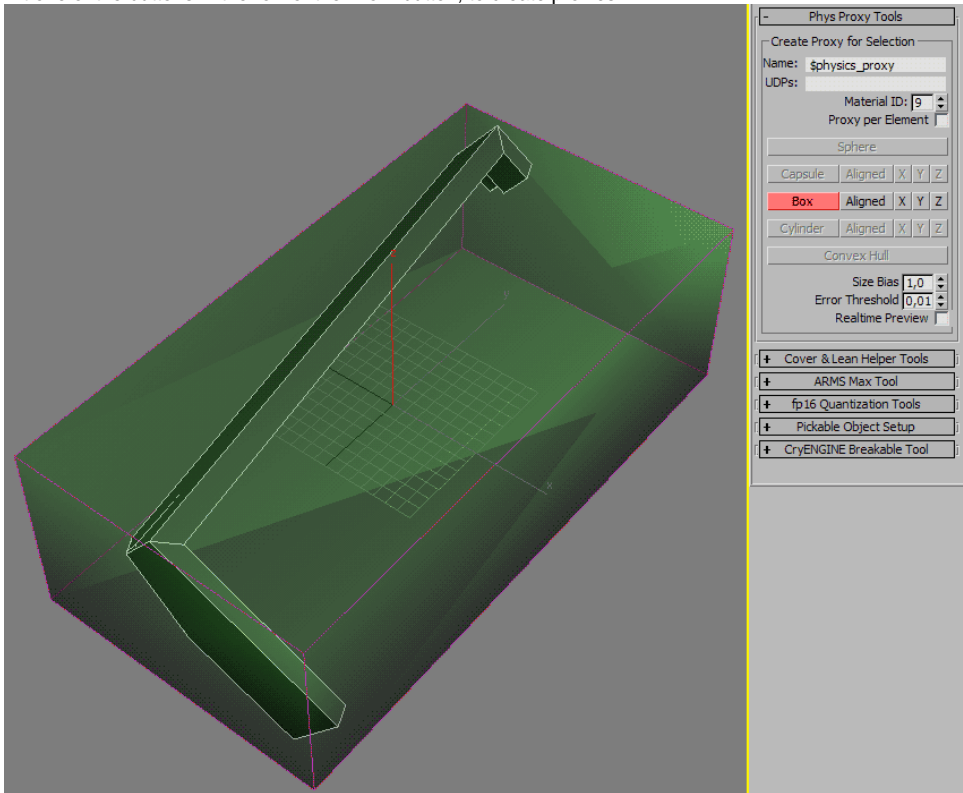 - Phys Proxy Tools
Create Proxy for Selection
Name: $physics_proxy
UDPs:
Material ID: 9
Proxy per Element
Sphere
Capsule Aligned X Y Z
Box Aligned X Y Z
Cylinder Aligned X Y Z
Convex Hull
Size Bias 1,0
Error Threshold 0,01
Realtime Preview
+ Cover & Lean Helper Tools
+ ARMS Max Tool
+ fp16 Quantization Tools
+ Pickable Object Setup
+ CryENGINE Breakable Tool